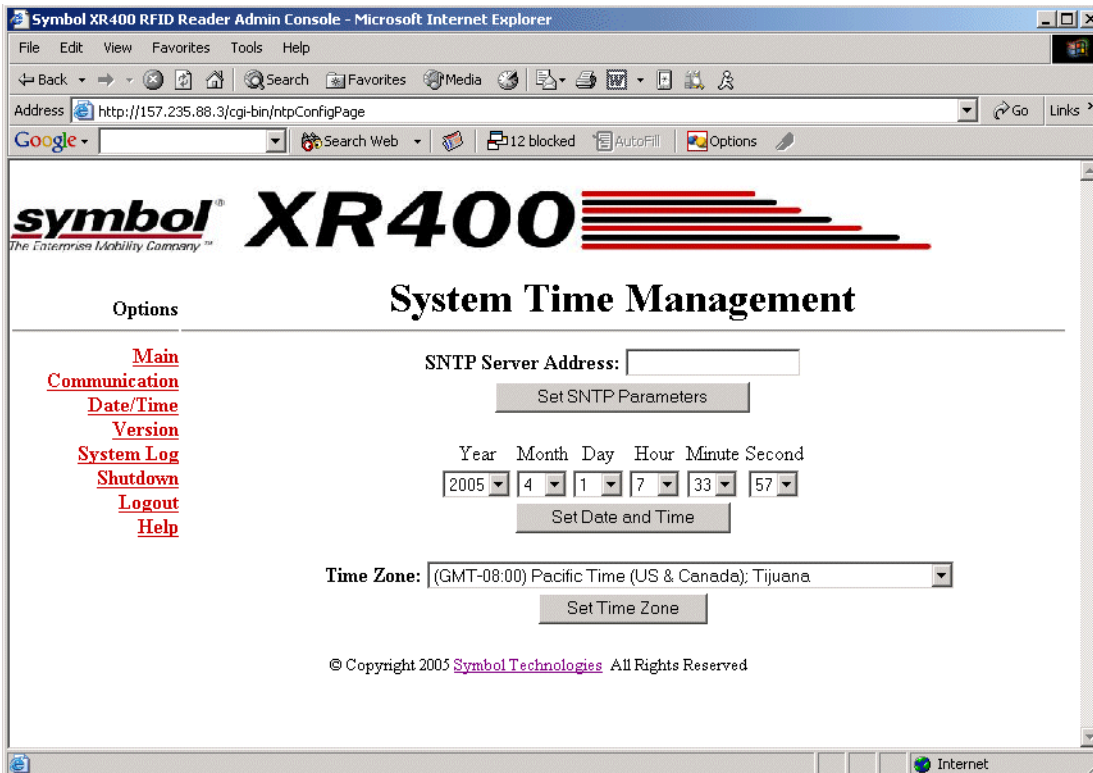 Symbol XR400 RFID Reader Admin Console - Microsoft Internet Explorer
File Edit View Favorites Tools Help
Back Search Favorites Media
Address http://157.235.88.3/cgi-bin/ntpConfigPage Go Links
Google Search Web 12 blocked AutoFill Options
symbol® XR400
The Enterprise Mobility Company ™
Options
System Time Management
Main
Communication
Date/Time
Version
System Log
Shutdown
Logout
Help
SNTP Server Address:
Set SNTP Parameters
Year Month Day Hour Minute Second
2005 4 1 7 33 57
Set Date and Time
Time Zone: (GMT-08:00) Pacific Time (US & Canada); Tijuana
Set Time Zone
© Copyright 2005 Symbol Technologies All Rights Reserved
Internet